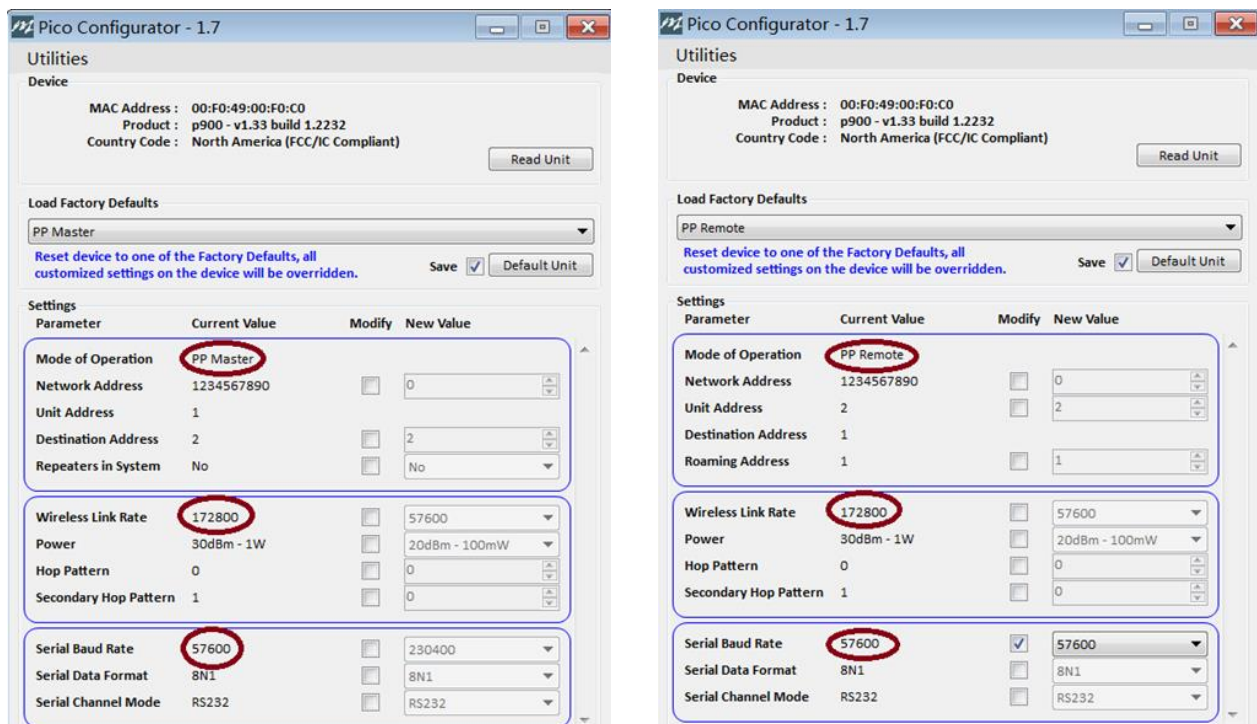 Pico Configurator - 1.7
Utilities
Device
MAC Address : 00:F0:49:00:F0:C0
Product : p900 - v1.33 build 1.2232
Country Code : North America (FCC/IC Compliant)
Read Unit
Load Factory Defaults
PP Master
Reset device to one of the Factory Defaults, all
customized settings on the device will be overridden.
Save Default Unit
Settings
Parameter Current Value Modify New Value
Mode of Operation PP Master
Network Address 1234567890 0
Unit Address 1
Destination Address 2 2
Repeaters in System No No
Wireless Link Rate 172800 57600
Power 30dBm - 1W 20dBm - 100mW
Hop Pattern 0 0
Secondary Hop Pattern 1 0
Serial Baud Rate 57600 230400
Serial Data Format 8N1 8N1
Serial Channel Mode RS232 RS232
Pico Configurator - 1.7
Utilities
Device
MAC Address : 00:F0:49:00:F0:C0
Product : p900 - v1.33 build 1.2232
Country Code : North America (FCC/IC Compliant)
Read Unit
Load Factory Defaults
PP Remote
Reset device to one of the Factory Defaults, all
customized settings on the device will be overridden.
Save Default Unit
Settings
Parameter Current Value Modify New Value
Mode of Operation PP Remote
Network Address 1234567890 0
Unit Address 2 2
Destination Address 1
Roaming Address 1 1
Wireless Link Rate 172800 57600
Power 30dBm - 1W 20dBm - 100mW
Hop Pattern 0 0
Secondary Hop Pattern 1 0
Serial Baud Rate 57600 57600
Serial Data Format 8N1 8N1
Serial Channel Mode RS232 RS232